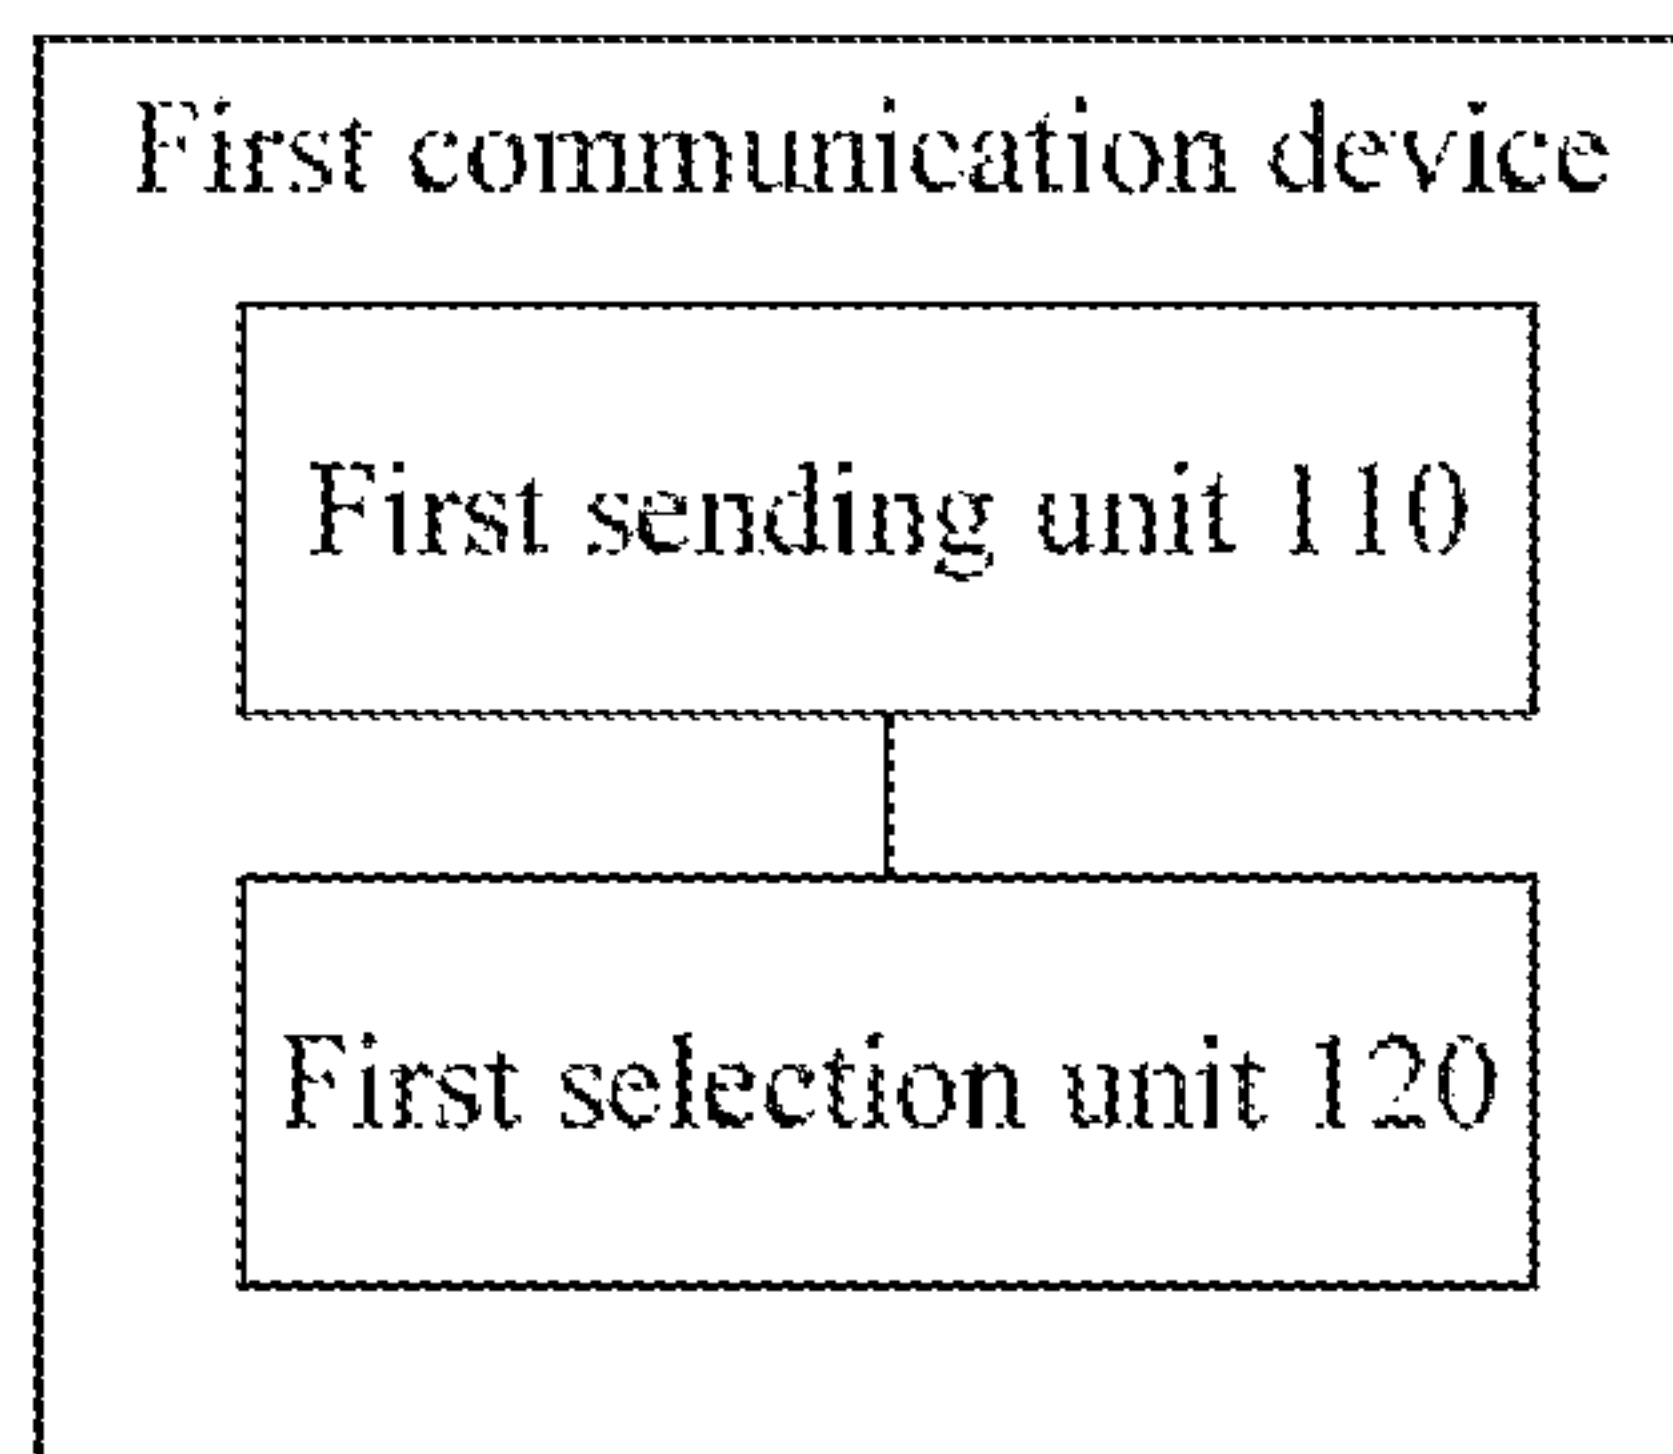 First communication device
First sending unit 110
First selection unit 120